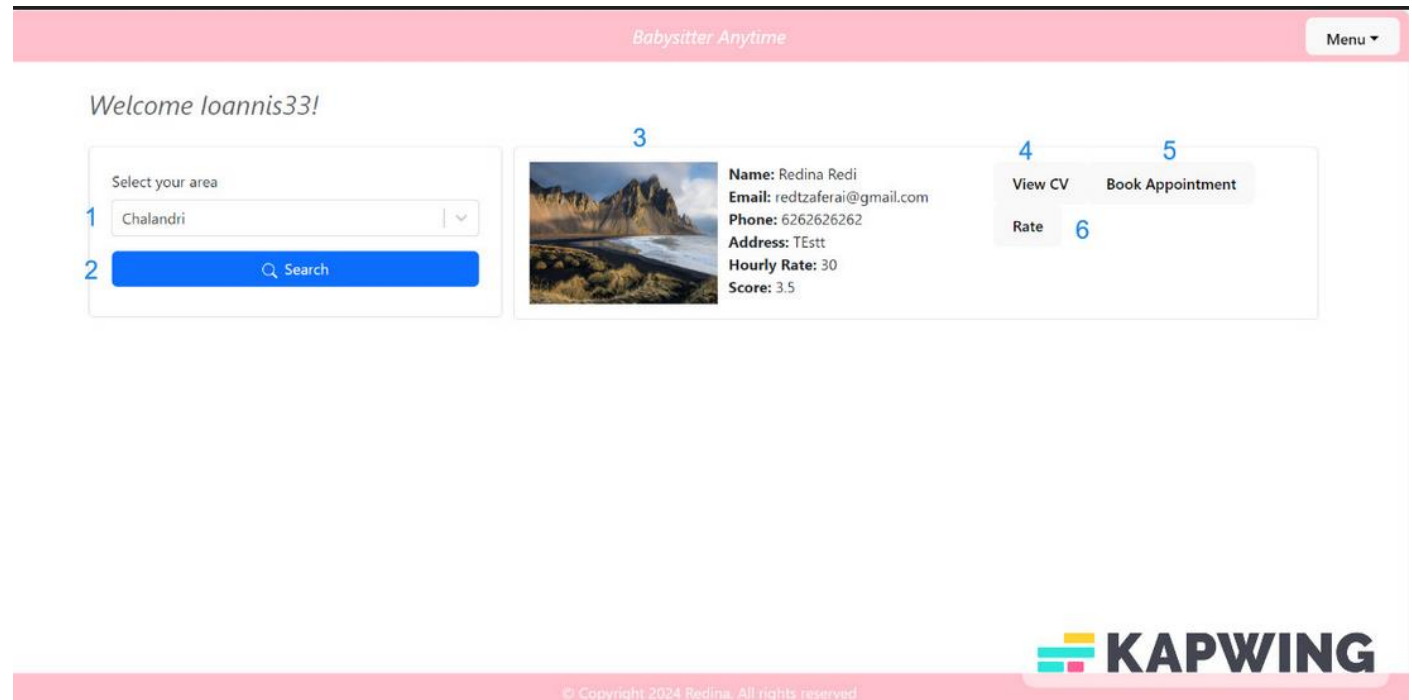 Babysitter Anytime
Menu
Welcome Ioannis33!
Select your area
1
Chalandri
2
Search
3
Name: Redina Redi
Email: redtzaferai@gmail.com
Phone: 6262626262
Address: TEstt
Hourly Rate: 30
Score: 3.5
4
5
View CV
Book Appointment
Rate
6
KAPWING
© Copyright 2024 Redina. All rights reserved